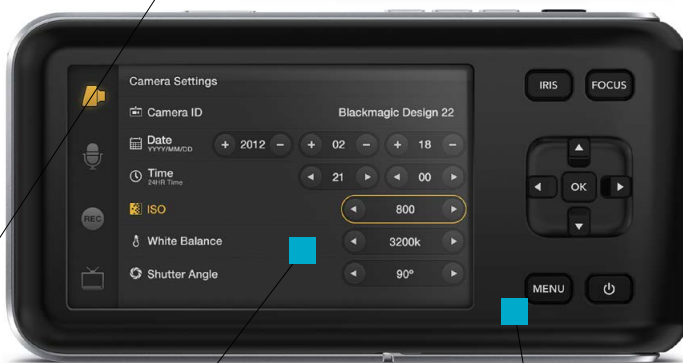 Camera Settings
Camera ID Blackmagic Design 22
Date + 2012 - + 02 - + 18 -
YYYY/MM/DD
Time 21 00
24HR Time
ISO 800
White Balance 3200k
Shutter Angle 90º
REC
IRIS FOCUS
OK
MENU